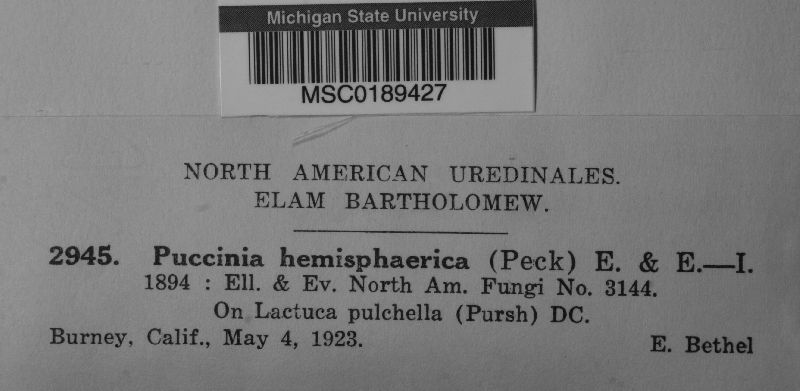 Michigan State University
MSC0189427
NORTH AMERICAN UREDINALES.
ELAM BARTHOLOMEW.
2945. Puccinia hemisphaerica (Peck) E. & E.—I.
1894 : Ell. & Ev. North Am. Fungi No. 3144.
On Lactuca pulchella (Pursh) DC.
Burney, Calif., May 4, 1923. E. Bethel